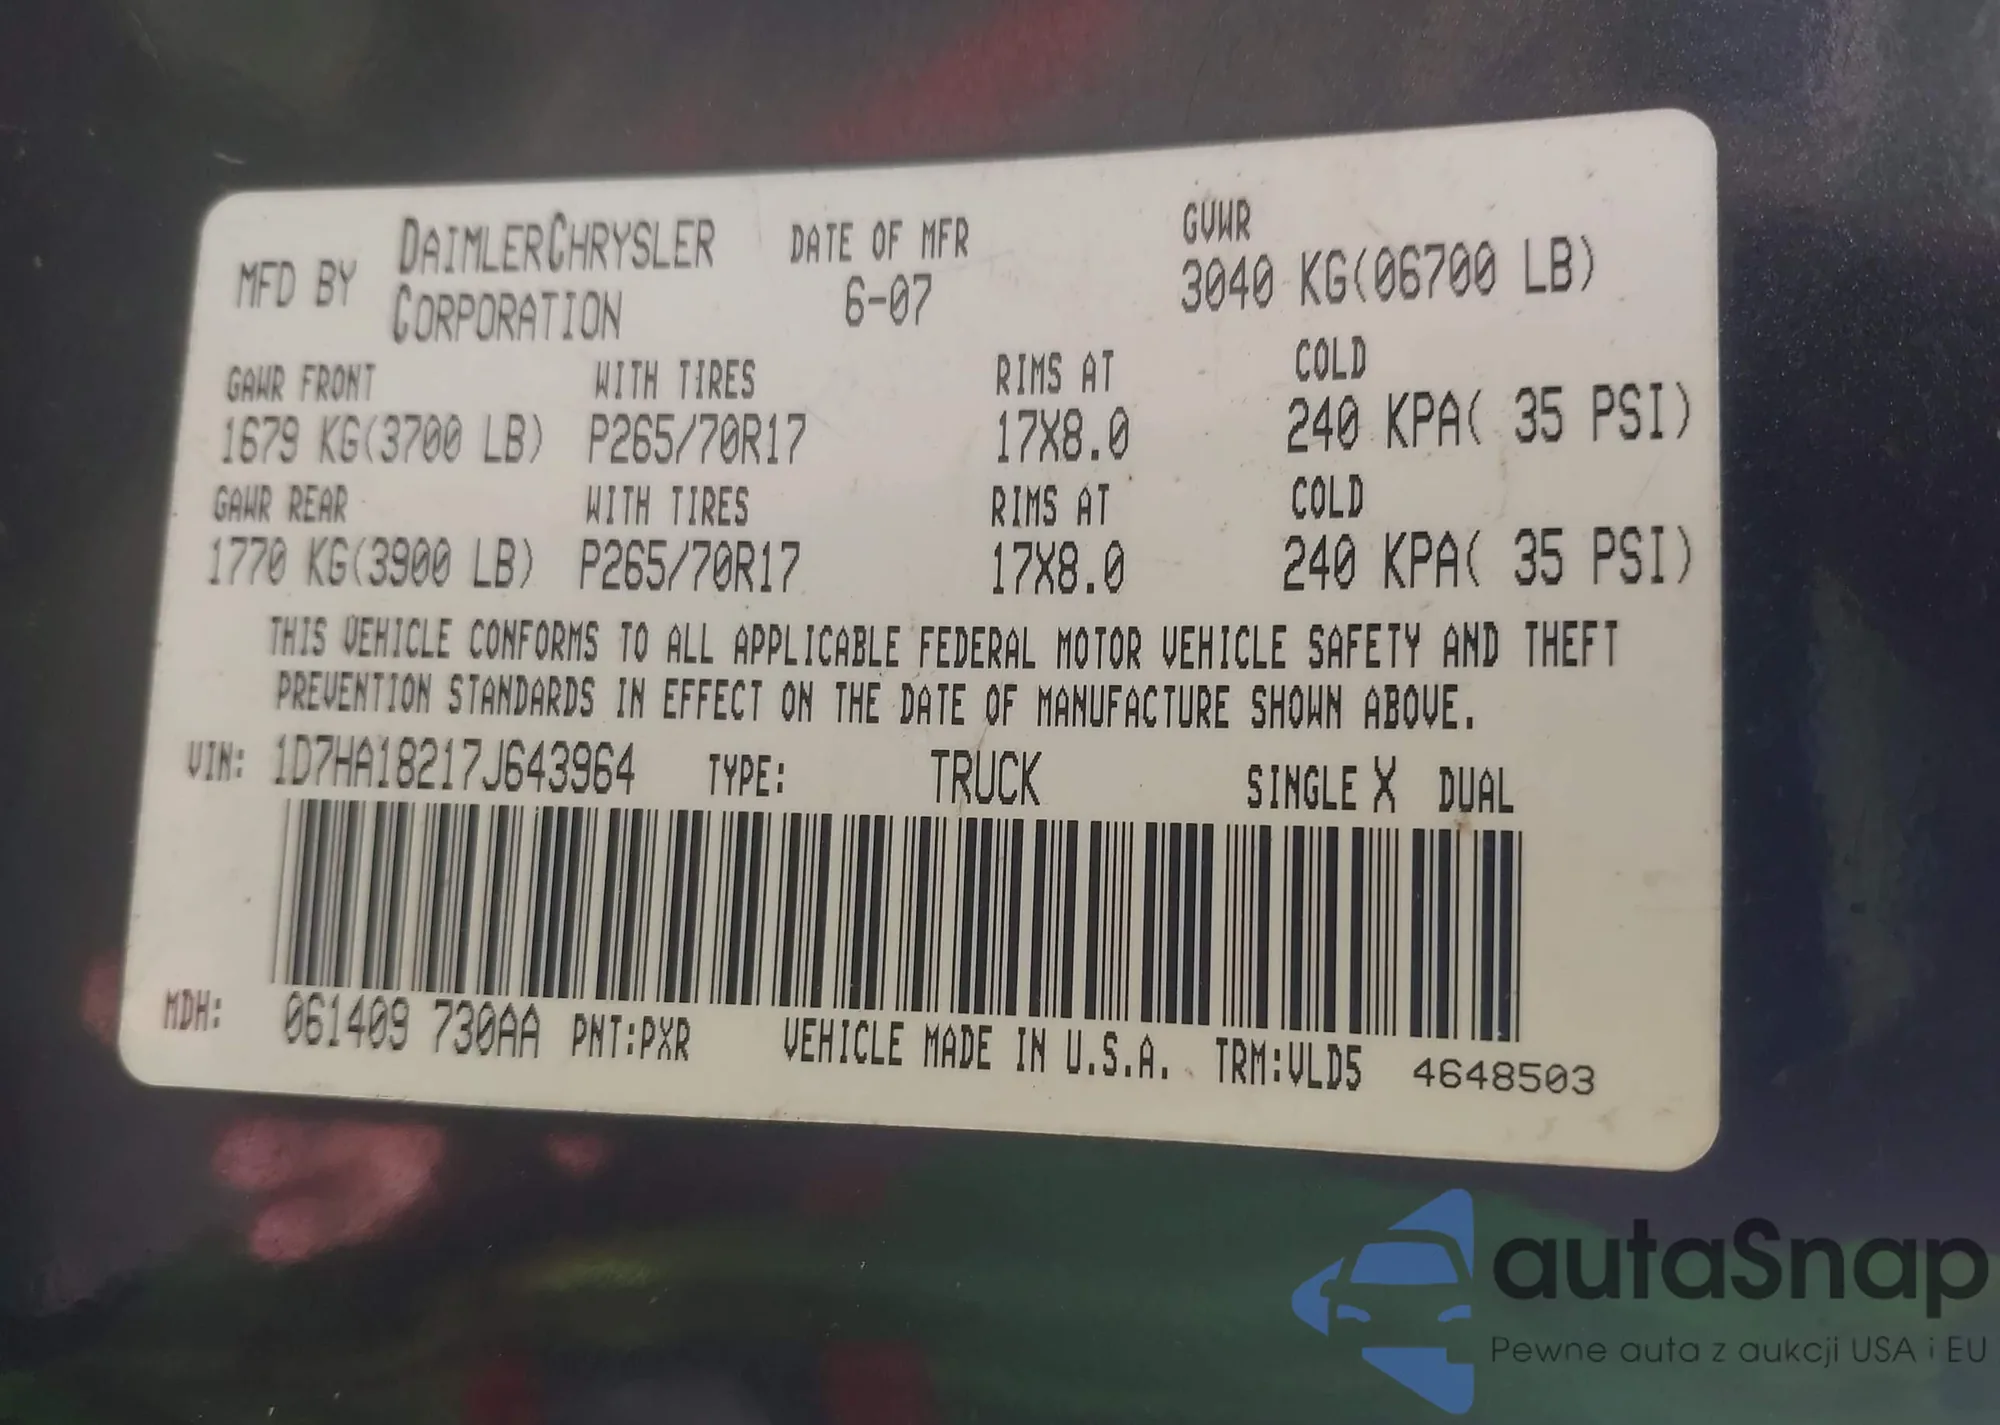 MFD BY DAIMLERCHRYSLER CORPORATION DATE OF MFR 6-07 GVWR 3040 KG(06700 LB)
GAWR FRONT WITH TIRES RIMS AT COLD
1679 KG(3700 LB) P265/70R17 17X8.0 240 KPA( 35 PSI)
GAWR REAR WITH TIRES RIMS AT COLD
1770 KG(3900 LB) P265/70R17 17X8.0 240 KPA( 35 PSI)
THIS VEHICLE CONFORMS TO ALL APPLICABLE FEDERAL MOTOR VEHICLE SAFETY AND THEFT
PREVENTION STANDARDS IN EFFECT ON THE DATE OF MANUFACTURE SHOWN ABOVE.
VIN: 1D7HA18217J643964 TYPE: TRUCK SINGLE X DUAL
MDH: 061409 730AA PNT:PXR VEHICLE MADE IN U.S.A. TRM:VLD5 4648503
autaSnap
Pewne auta z aukcji USA i EU